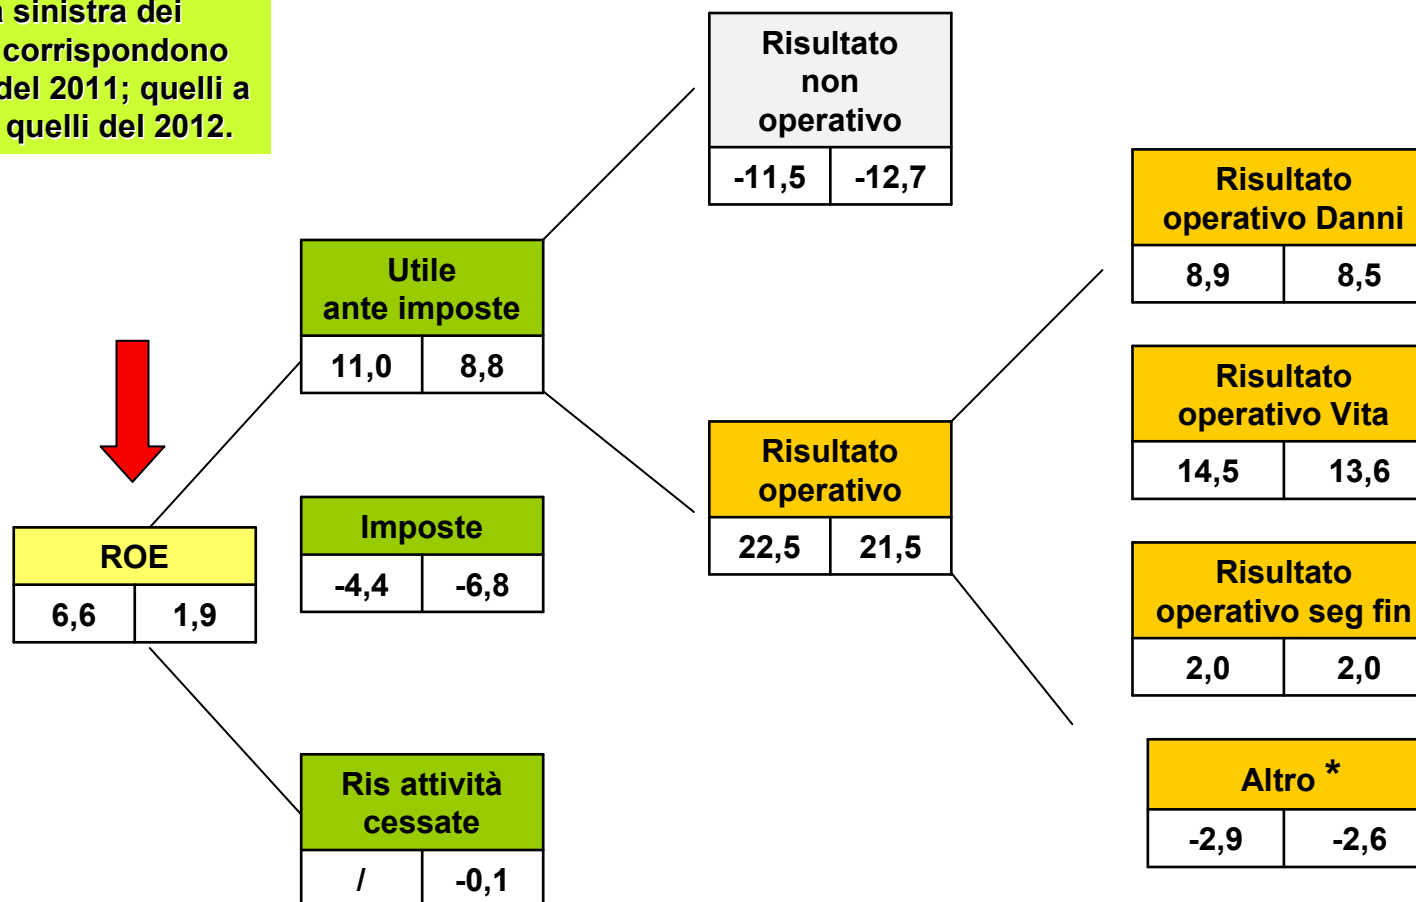 a sinistra dei
corrispondono
del 2011; quelli a
quelli del 2012.
Risultato
non
operativo
-11,5 -12,7
Risultato
operativo Danni
8,9 8,5
Utile
ante imposte
11,0 8,8
Risultato
operativo Vita
14,5 13,6
Risultato
operativo
22,5 21,5
Imposte
-4,4 -6,8
ROE
6,6 1,9
Risultato
operativo seg fin
2,0 2,0
Ris attività
cessate
/ -0,1
Altro *
-2,9 -2,6